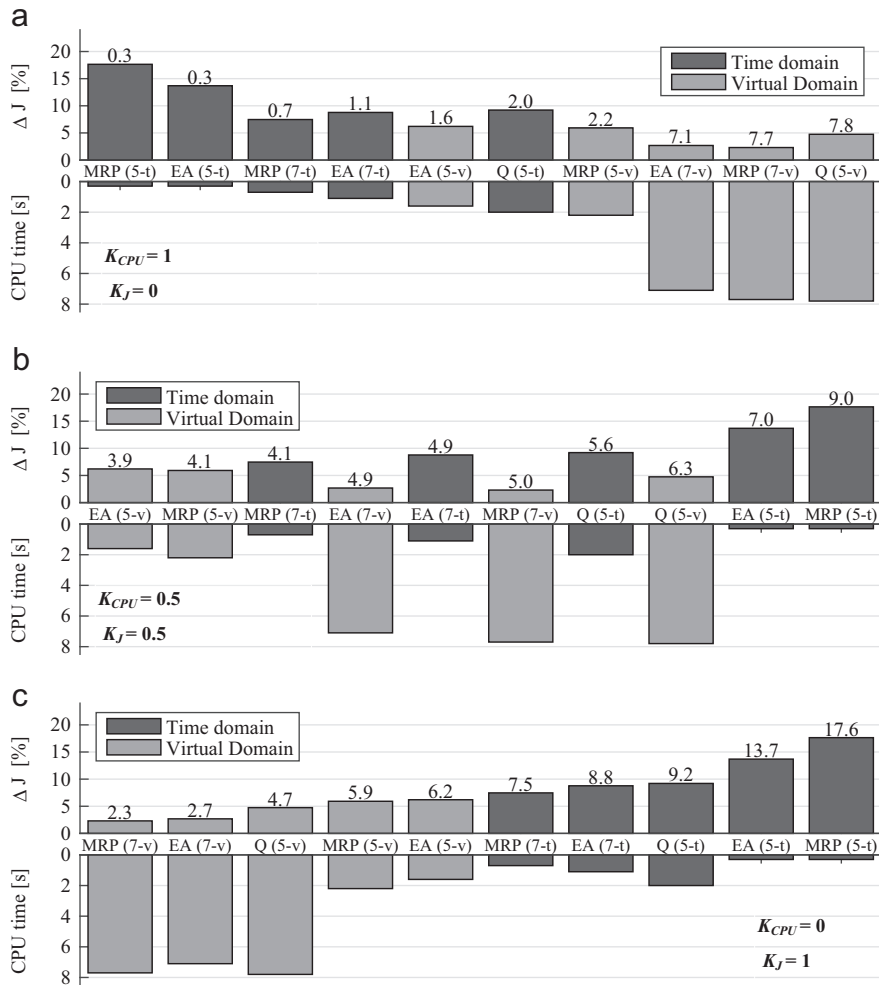 a
Δ J [%]
20
15
10
5
0
0.3 0.3 0.7 1.1 1.6 2.0 2.2 7.1 7.7 7.8
Time domain
Virtual Domain
MRP (5-t) EA (5-t) MRP (7-t) EA (7-t) EA (5-v) Q (5-t) MRP (5-v) EA (7-v) MRP (7-v) Q (5-v)
CPU time [s]
0
2
4
6
8
K_CPU = 1
K_J = 0
b
Δ J [%]
20
15
10
5
0
Time domain
Virtual Domain
3.9 4.1 4.1 4.9 4.9 5.0 5.6 6.3 7.0 9.0
EA (5-v) MRP (5-v) MRP (7-t) EA (7-v) EA (7-t) MRP (7-v) Q (5-t) Q (5-v) EA (5-t) MRP (5-t)
CPU time [s]
0
2
4
6
8
K_CPU = 0.5
K_J = 0.5
c
Δ J [%]
20
15
10
5
0
Time domain
Virtual Domain
2.3 2.7 4.7 5.9 6.2 7.5 8.8 9.2 13.7 17.6
MRP (7-v) EA (7-v) Q (5-v) MRP (5-v) EA (5-v) MRP (7-t) EA (7-t) Q (5-t) EA (5-t) MRP (5-t)
CPU time [s]
0
2
4
6
8
K_CPU = 0
K_J = 1